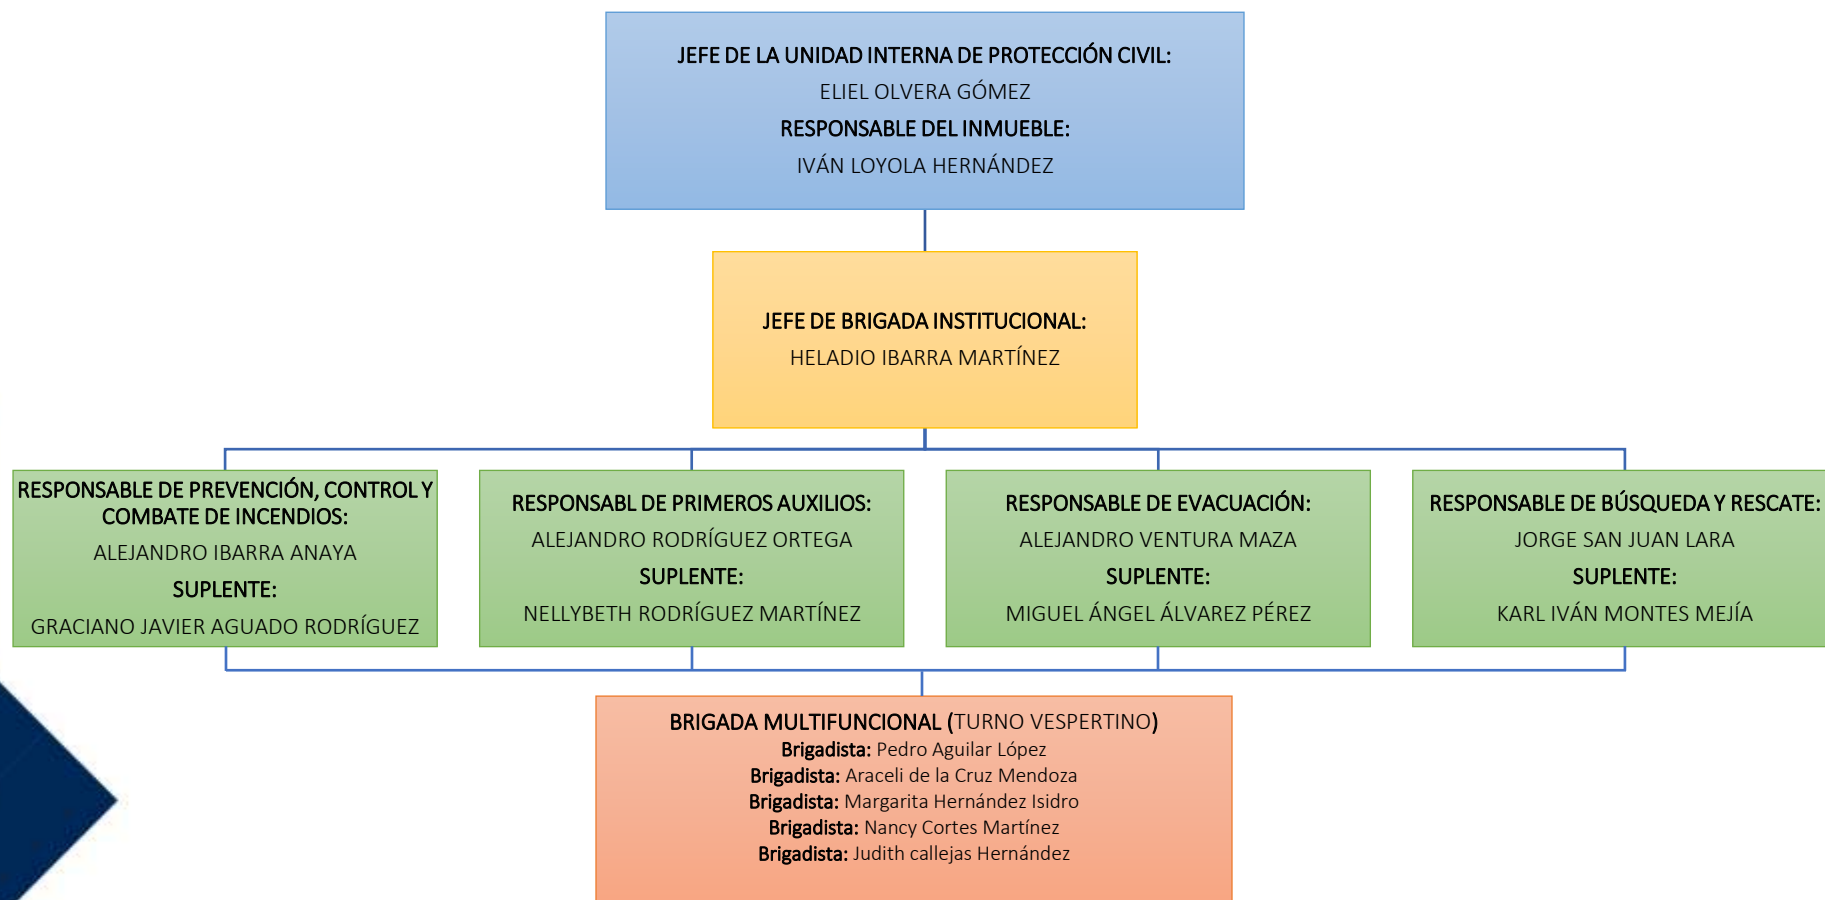 JEFE DE LA UNIDAD INTERNA DE PROTECCIÓN CIVIL:
ELIEL OLVERA GÓMEZ
RESPONSABLE DEL INMUEBLE:
IVÁN LOYOLA HERNÁNDEZ
JEFE DE BRIGADA INSTITUCIONAL:
HELADIO IBARRA MARTÍNEZ
RESPONSABLE DE PREVENCIÓN, CONTROL Y
COMBATE DE INCENDIOS:
ALEJANDRO IBARRA ANAYA
SUPLENTE:
GRACIANO JAVIER AGUADO RODRÍGUEZ
RESPONSABL DE PRIMEROS AUXILIOS:
ALEJANDRO RODRÍGUEZ ORTEGA
SUPLENTE:
NELLYBETH RODRÍGUEZ MARTÍNEZ
RESPONSABLE DE EVACUACIÓN:
ALEJANDRO VENTURA MAZA
SUPLENTE:
MIGUEL ÁNGEL ÁLVAREZ PÉREZ
RESPONSABLE DE BÚSQUEDA Y RESCATE:
JORGE SAN JUAN LARA
SUPLENTE:
KARL IVÁN MONTES MEJÍA
BRIGADA MULTIFUNCIONAL (TURNO VESPERTINO)
Brigadista: Pedro Aguilar López
Brigadista: Araceli de la Cruz Mendoza
Brigadista: Margarita Hernández Isidro
Brigadista: Nancy Cortes Martínez
Brigadista: Judith callejas Hernández